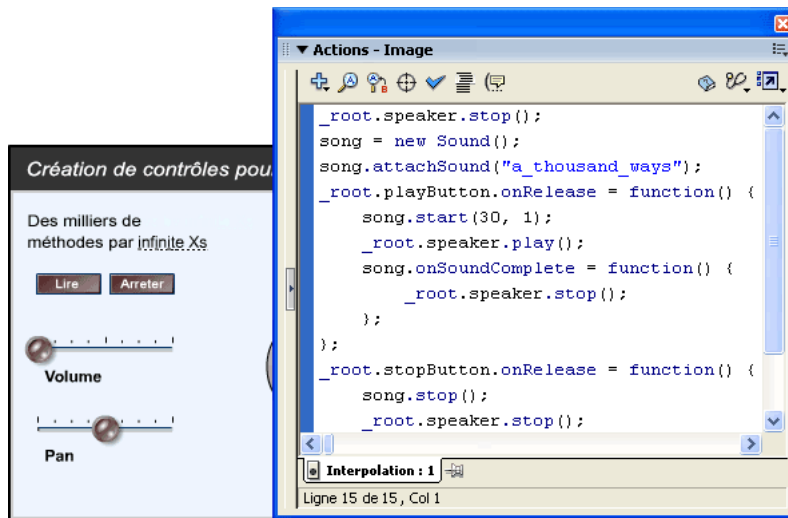 Création de contrôles pou
Des milliers de
méthodes par infinite Xs
Lire
Arreter
Volume
Pan
Actions - Image
_root.speaker.stop();
song = new Sound();
song.attachSound("a_thousand_ways");
_root.playButton.onRelease = function() {
song.start(30, 1);
_root.speaker.play();
song.onSoundComplete = function() {
_root.speaker.stop();
};
};
_root.stopButton.onRelease = function() {
song.stop();
_root.speaker.stop();
Interpolation : 1
Ligne 15 de 15, Col 1